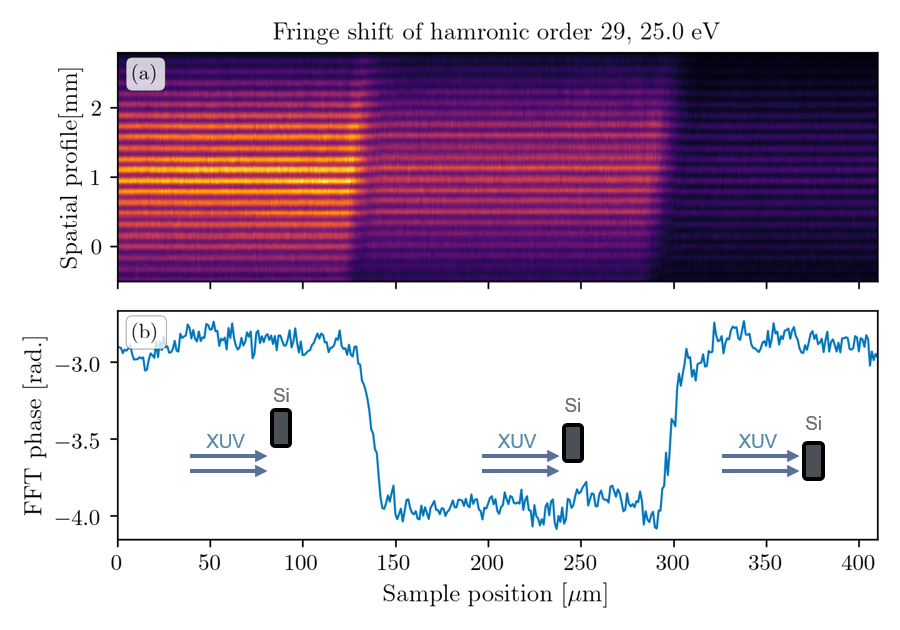 Fringe shift of hamronic order 29, 25.0 eV
(a)
Spatial profile[mm]
2
1
0
(b)
FFT phase [rad.]
−3.0
−3.5
−4.0
Si
XUV
Si
XUV
Si
XUV
0 50 100 150 200 250 300 350 400
Sample position [μm]